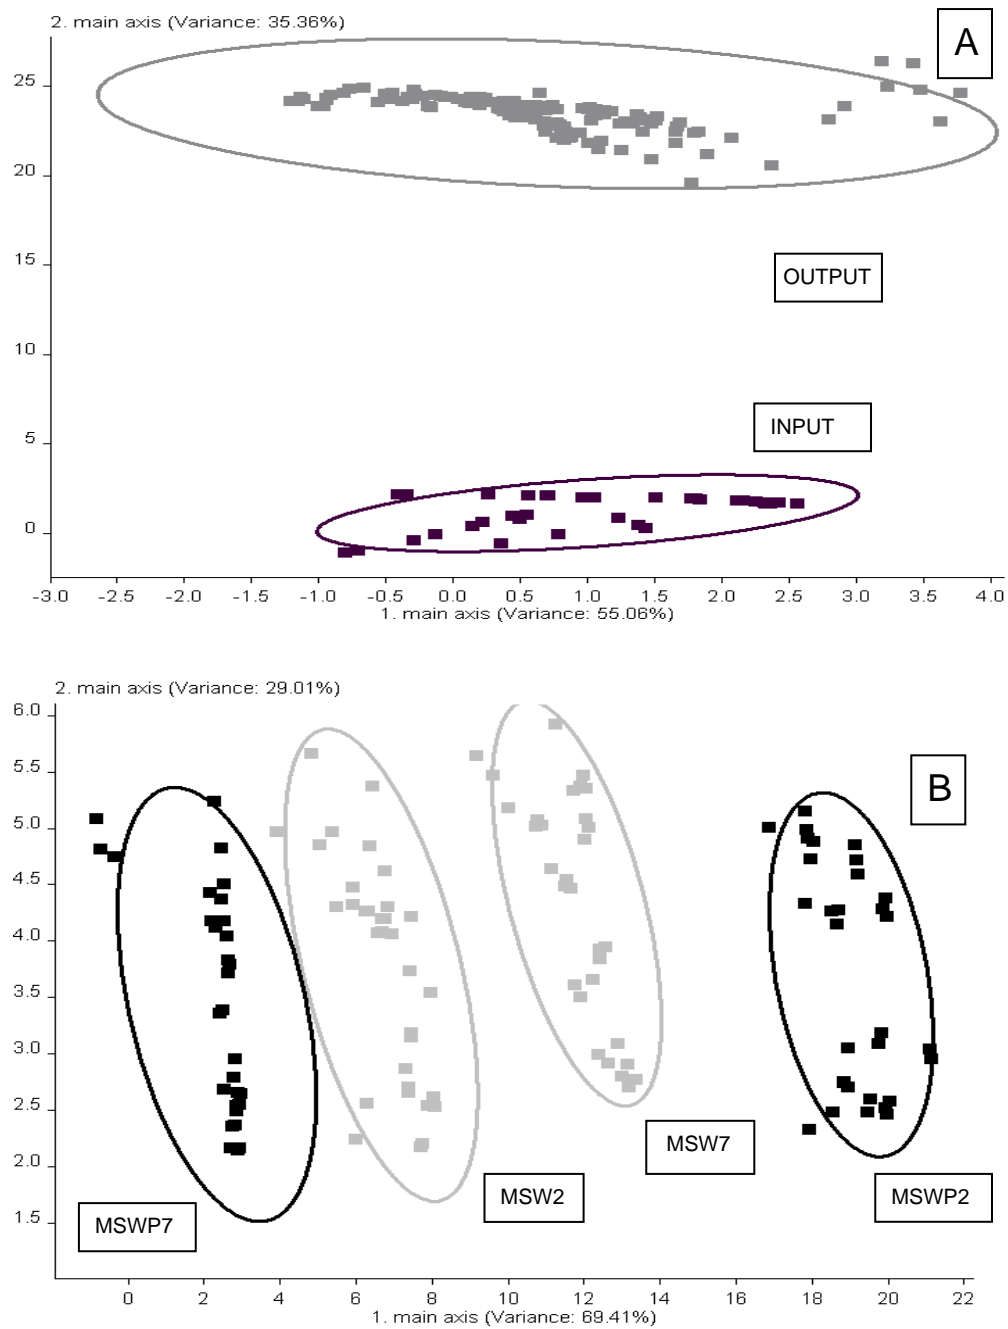 2. main axis (Variance: 35.36%)
A
25
20
15
OUTPUT
10
INPUT
5
0
-3.0 -2.5 -2.0 -1.5 -1.0 -0.5 0.0 0.5 1.0 1.5 2.0 2.5 3.0 3.5 4.0
1. main axis (Variance: 55.06%)
2. main axis (Variance: 29.01%)
6.0
5.5
B
5.0
4.5
4.0
3.5
3.0
2.5
MSW7
2.0
MSW2
MSWP2
MSWP7
1.5
0 2 4 6 8 10 12 14 16 18 20 22
1. main axis (Variance: 69.41%)